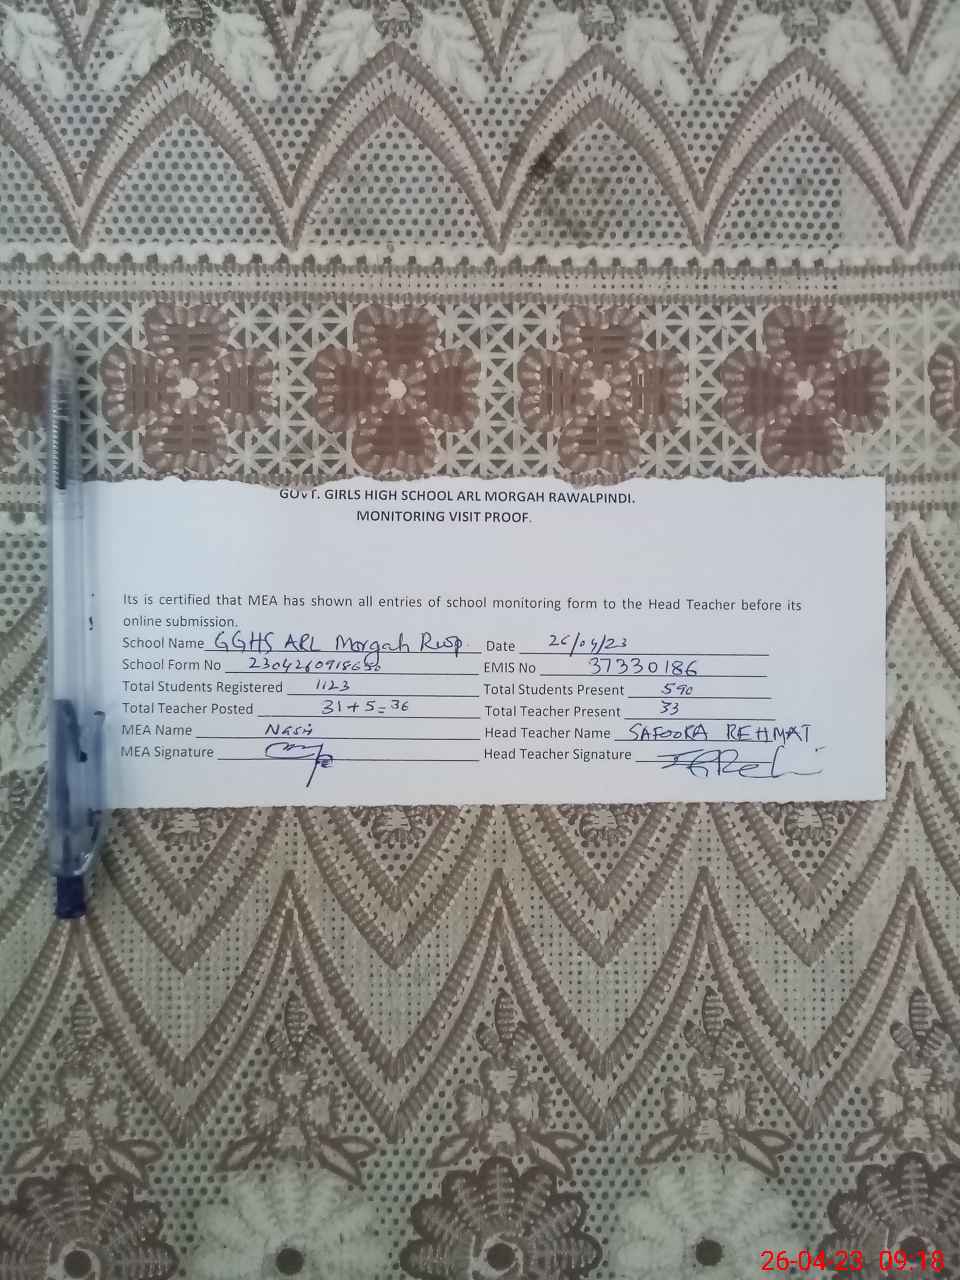 GOVT. GIRLS HIGH SCHOOL ARL MORGAH RAWALPINDI.
MONITORING VISIT PROOF.
Its is certified that MEA has shown all entries of school monitoring form to the Head Teacher before its
online submission.
School Name GGHS ARL Morgah Rwp. Date 26/04/23
School Form No EMIS No 37330186
Total Students Registered 1123 Total Students Present 590
Total Teacher Posted 31+5=36 Total Teacher Present 33
MEA Name Head Teacher Name SAFOORA REHMAT
MEA Signature Head Teacher Signature
26-04-23 09:18